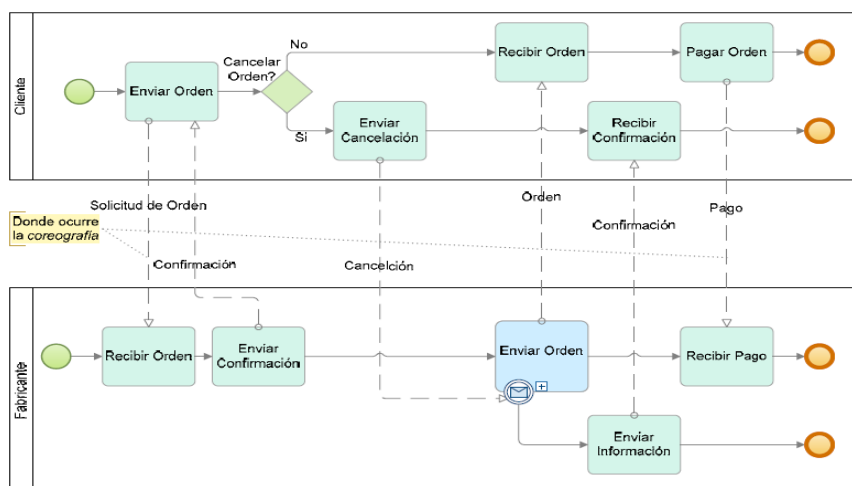 Cliente
Enviar Orden
Cancelar
Orden?
No
Sí
Recibir Orden
Pagar Orden
Enviar
Cancelación
Recibir
Confirmación
Solicitud de Orden
Donde ocurre
la coreografía
Confirmación
Cancelción
Orden
Confirmación
Pago
Fabricante
Recibir Orden
Enviar
Confirmación
Enviar Orden
Recibir Pago
Enviar
Información